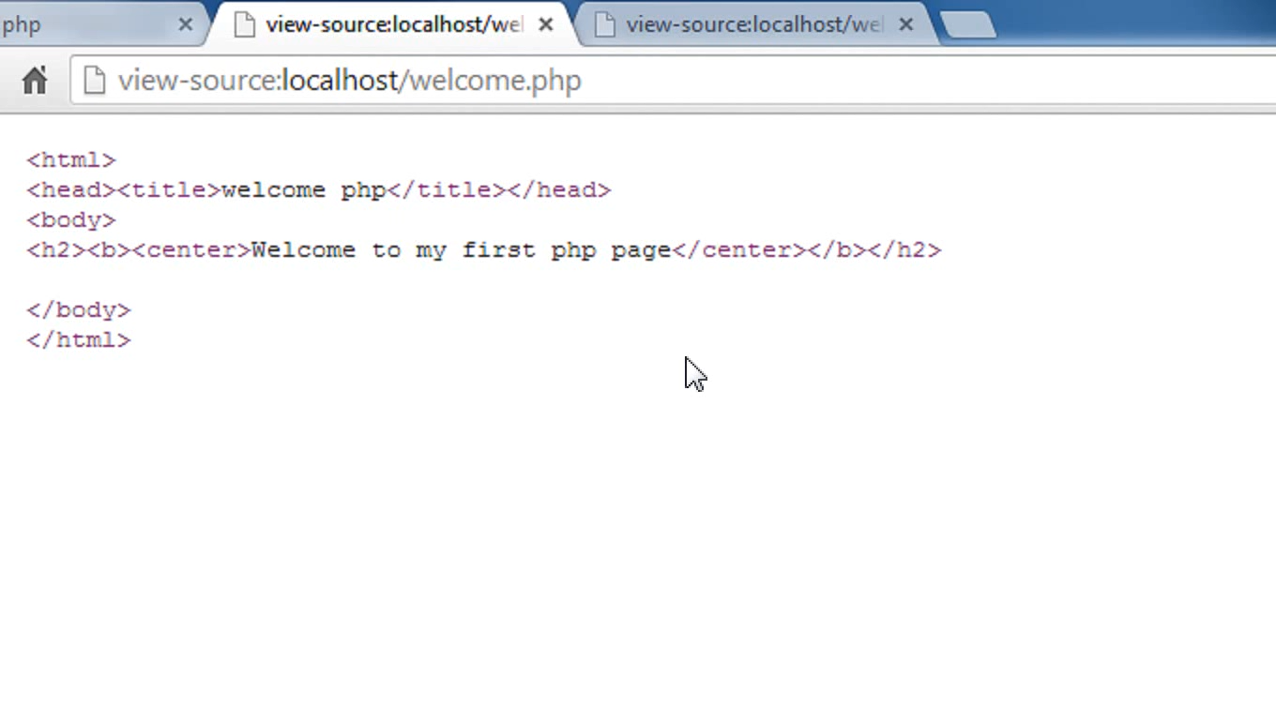 php
view-source:localhost/wel
view-source:localhost/wel
view-source:localhost/welcome.php
<html>
<head><title>welcome php</title></head>
<body>
<h2><b><center>Welcome to my first php page</center></b></h2>
</body>
</html>